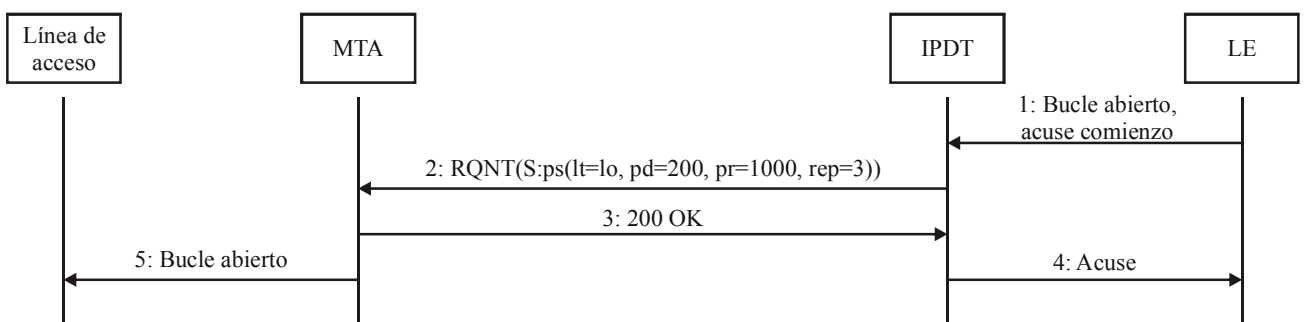 Línea de
acceso
MTA
IPDT
LE
1: Bucle abierto,
acuse comienzo
2: RQNT(S:ps(lt=lo, pd=200, pr=1000, rep=3))
3: 200 OK
5: Bucle abierto
4: Acuse